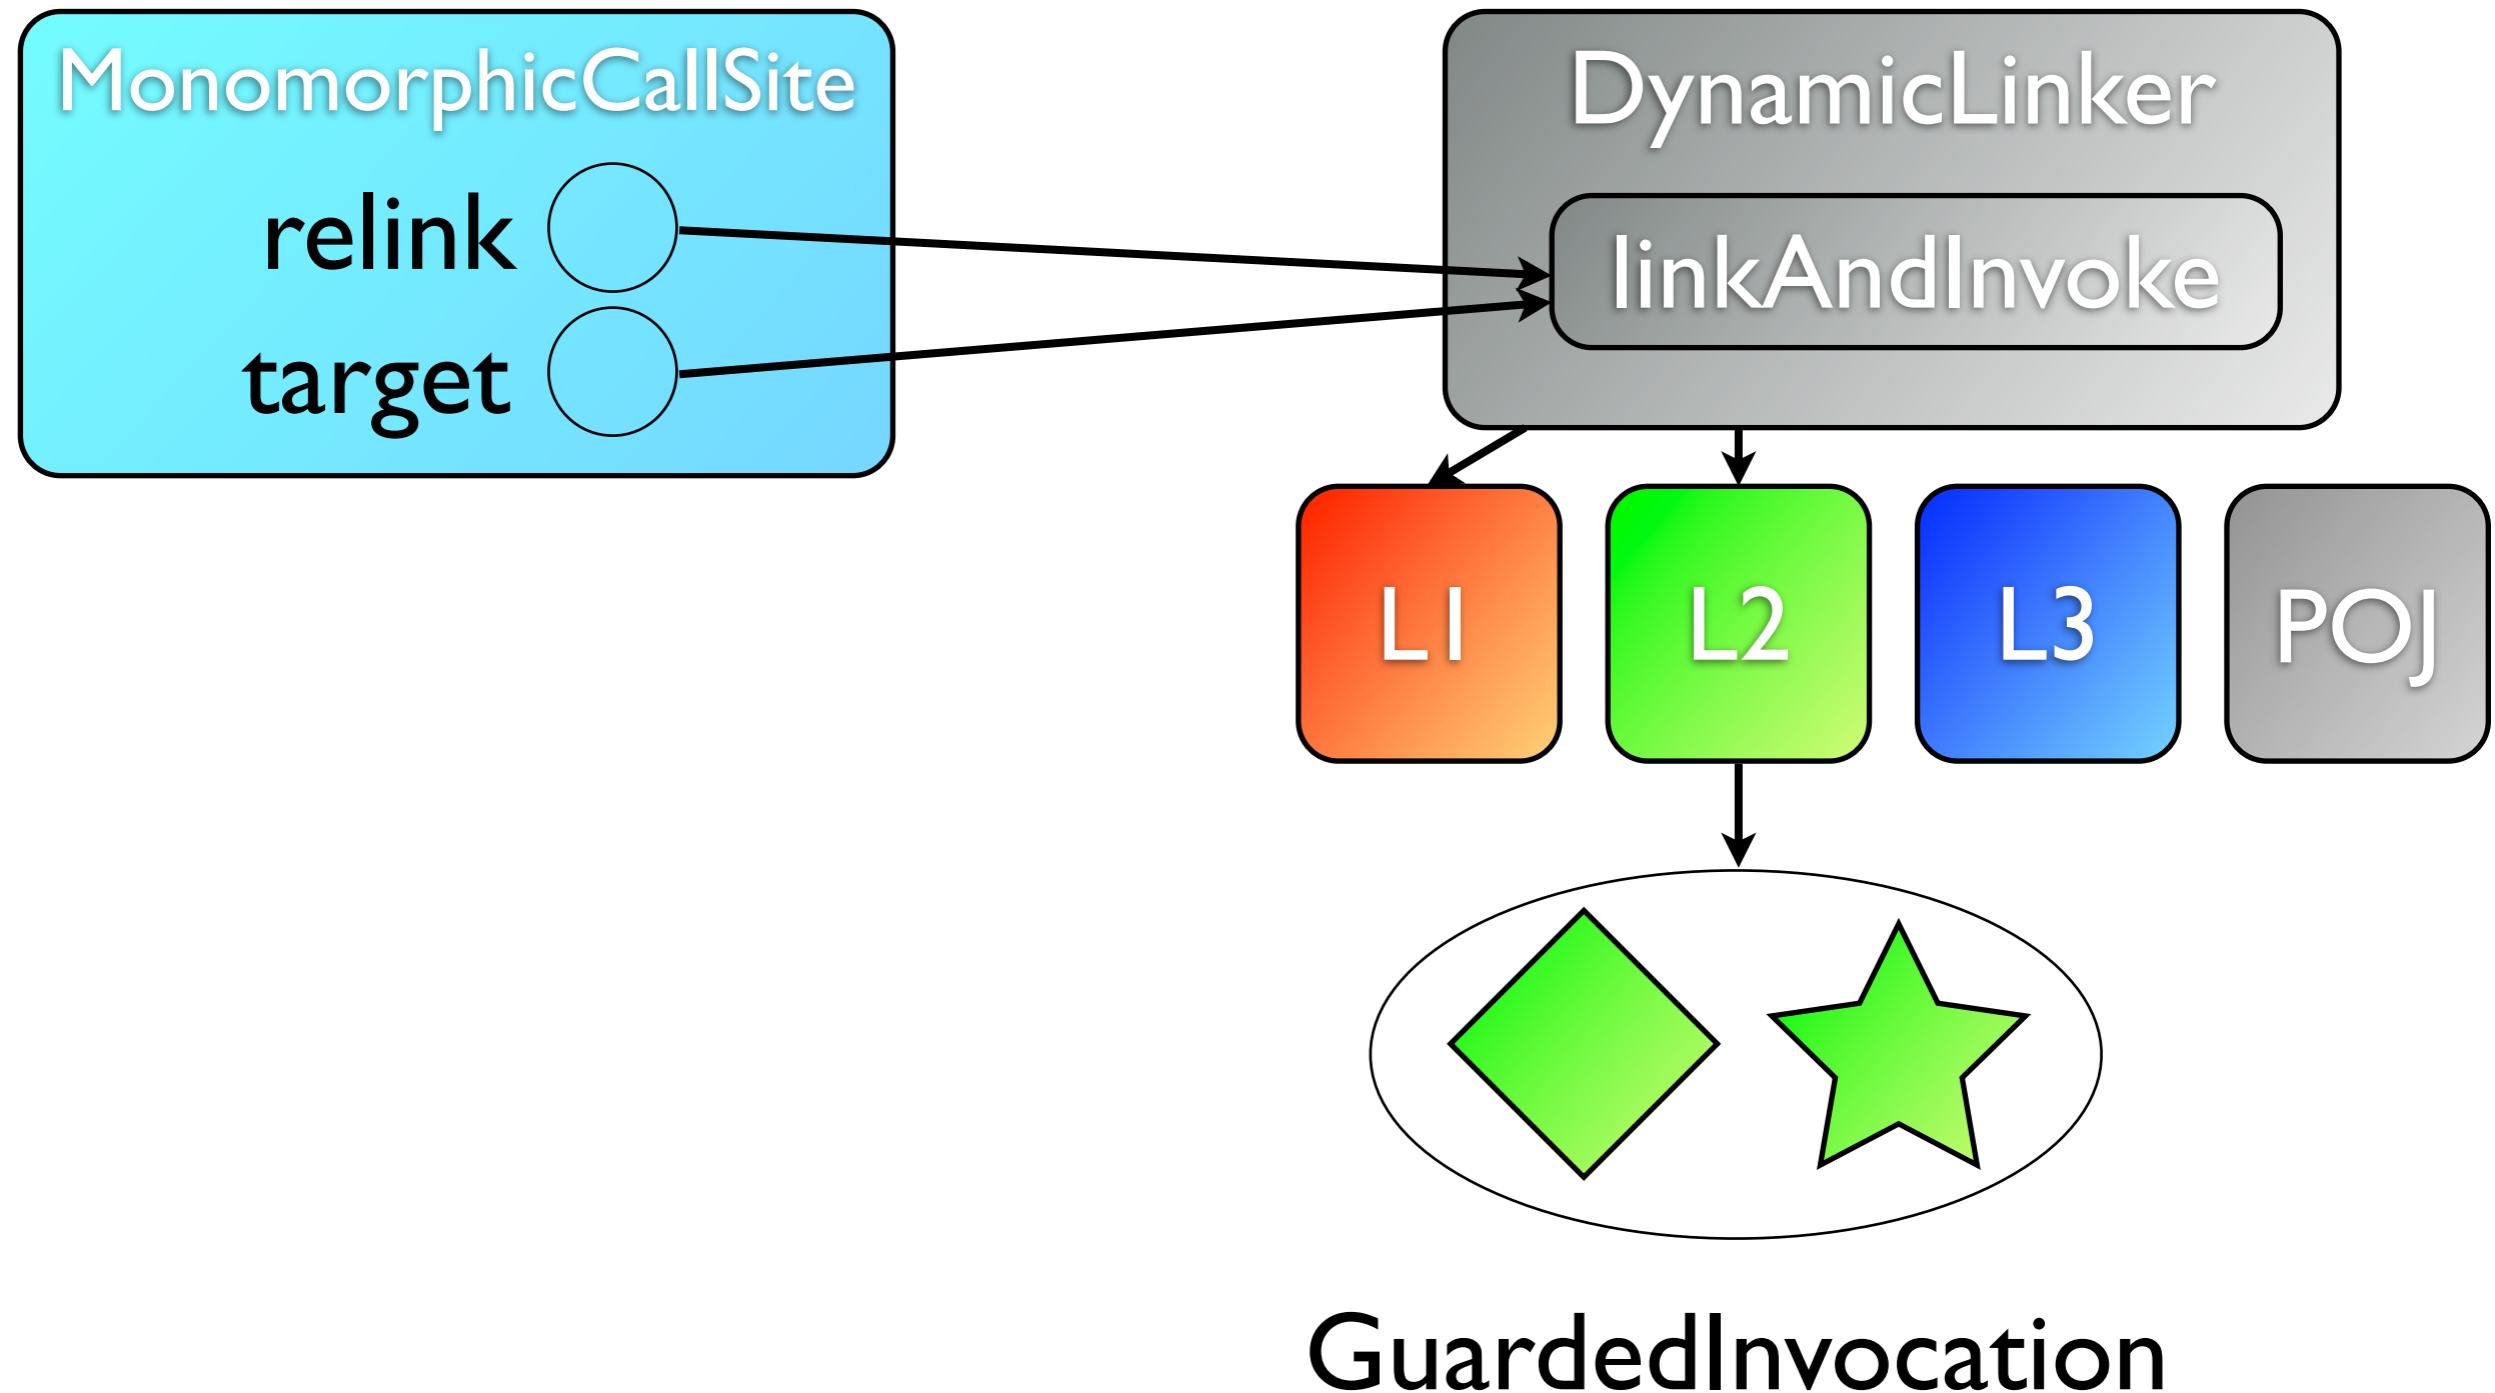 MonomorphicCallSite
relink
target
DynamicLinker
linkAndInvoke
L1
L2
L3
POJ
GuardedInvocation